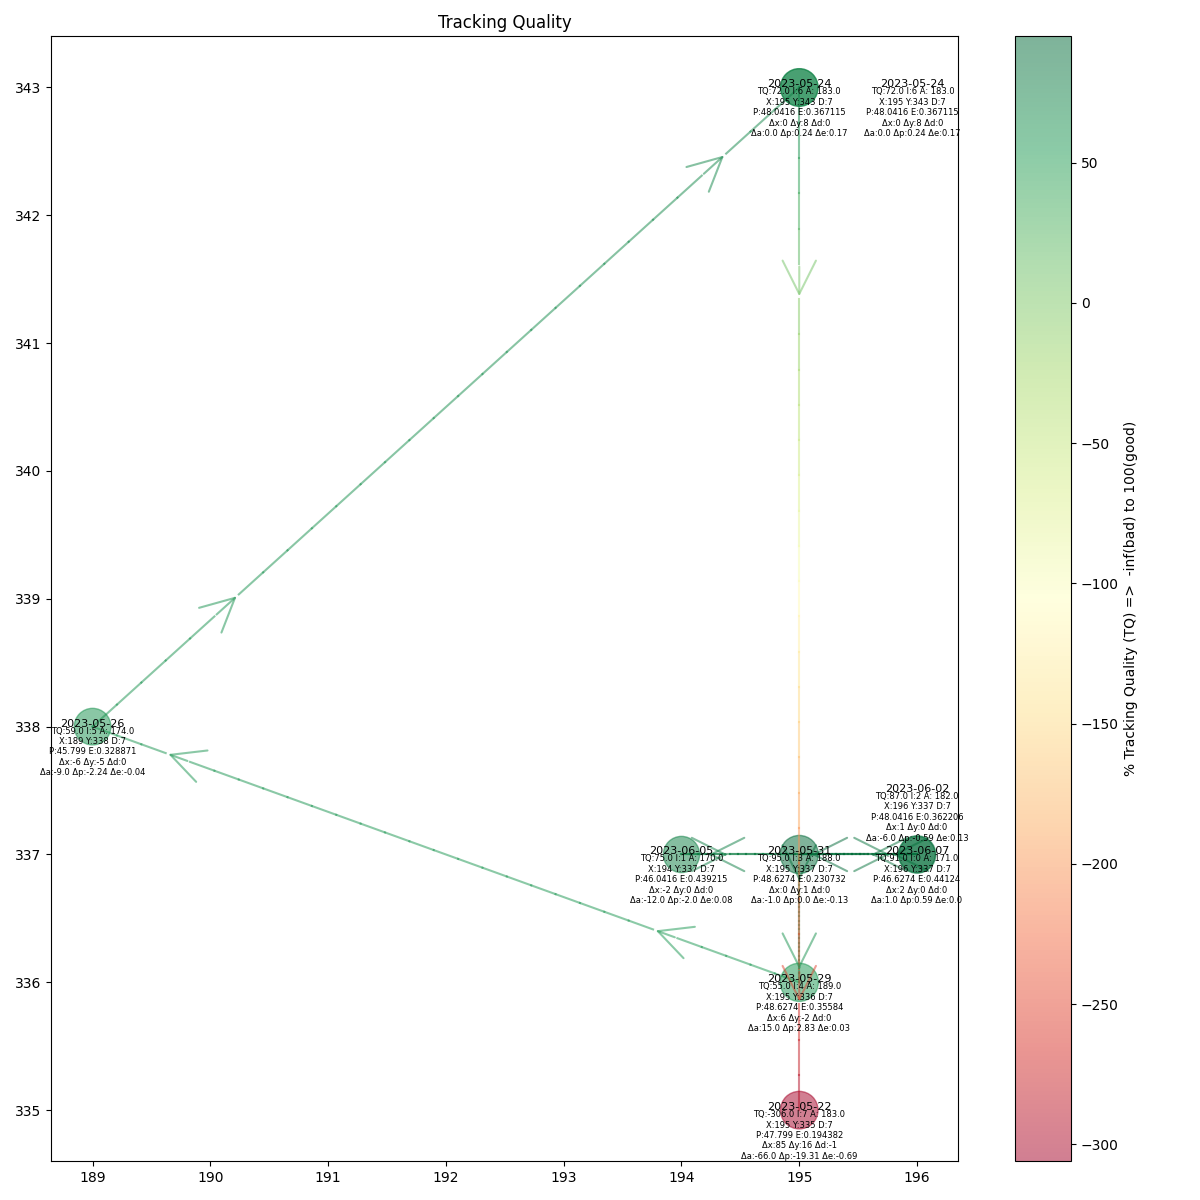 Tracking Quality
343
342
341
340
339
338
337
336
335
189
190
191
192
193
194
195
196
2023-05-24
TQ:72.0 I:6 A: 183.0
X:195 Y:343 D:7
P:48.0416 E:0.367115
Δx:0 Δy:8 Δd:0
Δa:0.0 Δp:0.24 Δe:0.17
2023-05-24
TQ:72.0 I:6 A: 183.0
X:195 Y:343 D:7
P:48.0416 E:0.367115
Δx:0 Δy:8 Δd:0
Δa:0.0 Δp:0.24 Δe:0.17
2023-05-26
TQ:59.0 I:5 A: 174.0
X:189 Y:338 D:7
P:45.799 E:0.328871
Δx:-6 Δy:-5 Δd:0
Δa:-9.0 Δp:-2.24 Δe:-0.04
2023-06-02
TQ:87.0 I:2 A: 182.0
X:196 Y:337 D:7
P:48.0416 E:0.362206
Δx:1 Δy:0 Δd:0
Δa:-6.0 Δp:-0.59 Δe:0.13
2023-06-05
TQ:75.0 I:1 A: 170.0
X:194 Y:337 D:7
P:46.0416 E:0.439215
Δx:-2 Δy:0 Δd:0
Δa:-12.0 Δp:-2.0 Δe:0.08
2023-05-31
TQ:95.0 I:3 A: 188.0
X:195 Y:337 D:7
P:48.6274 E:0.230732
Δx:0 Δy:1 Δd:0
Δa:-1.0 Δp:0.0 Δe:-0.13
2023-06-07
TQ:91.0 I:0 A: 171.0
X:196 Y:337 D:7
P:46.6274 E:0.44124
Δx:2 Δy:0 Δd:0
Δa:1.0 Δp:0.59 Δe:0.0
2023-05-29
TQ:55.0 I:4 A: 189.0
X:195 Y:336 D:7
P:48.6274 E:0.35584
Δx:6 Δy:-2 Δd:0
Δa:15.0 Δp:2.83 Δe:0.03
2023-05-22
TQ:-306.0 I:7 A: 183.0
X:195 Y:335 D:7
P:47.799 E:0.194382
Δx:85 Δy:16 Δd:-1
Δa:-66.0 Δp:-19.31 Δe:-0.69
50
0
−50
−100
−150
−200
−250
−300
% Tracking Quality (TQ) => -inf(bad) to 100(good)